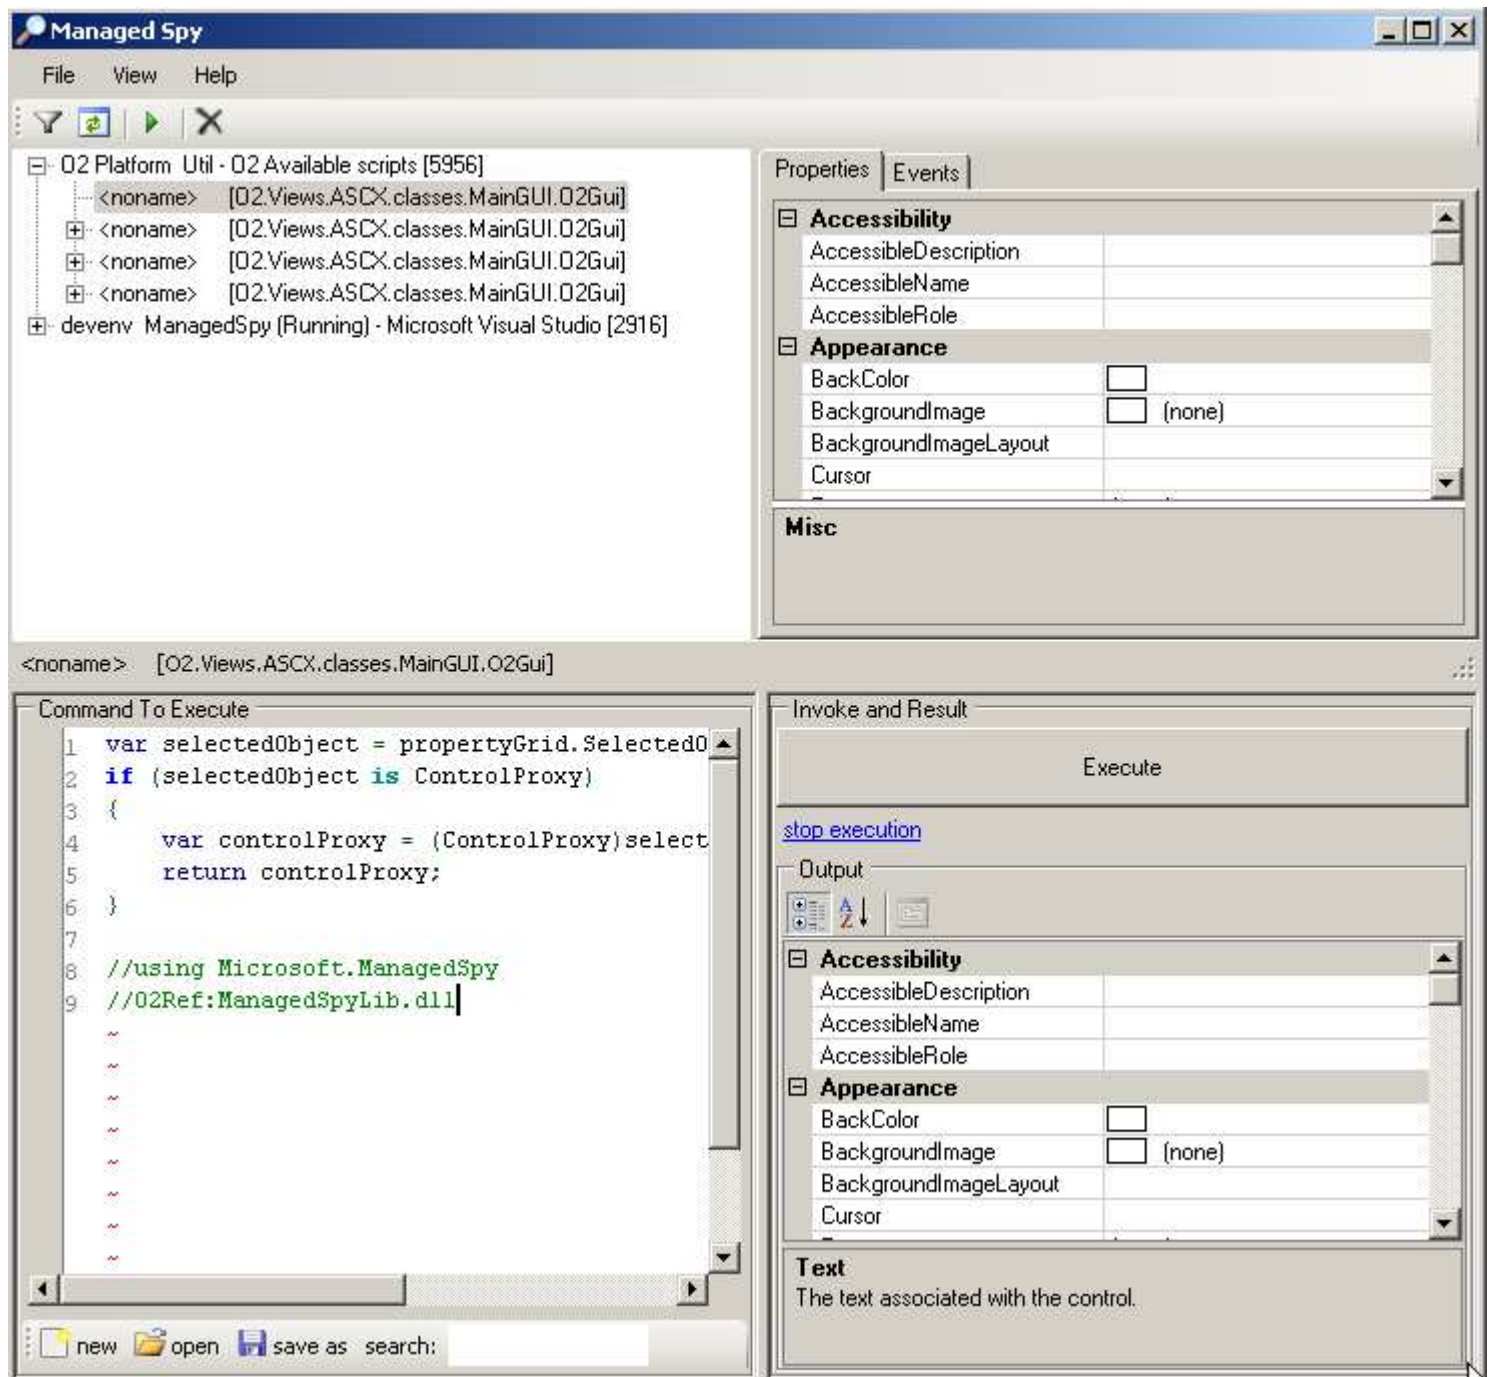 Managed Spy
File View Help
O2 Platform Util - O2 Available scripts [5956]
<noname> [O2.Views.ASCX.classes.MainGUI.O2Gui]
<noname> [O2.Views.ASCX.classes.MainGUI.O2Gui]
<noname> [O2.Views.ASCX.classes.MainGUI.O2Gui]
<noname> [O2.Views.ASCX.classes.MainGUI.O2Gui]
devenv ManagedSpy (Running) - Microsoft Visual Studio [2916]
Properties Events
Accessibility
AccessibleDescription
AccessibleName
AccessibleRole
Appearance
BackColor
BackgroundImage (none)
BackgroundImageLayout
Cursor
Misc
<noname> [O2.Views.ASCX.classes.MainGUI.O2Gui]
Command To Execute
1 var selectedObject = propertyGrid.SelectedO
2 if (selectedObject is ControlProxy)
3 {
4 var controlProxy = (ControlProxy)select
5 return controlProxy;
6 }
7
8 //using Microsoft.ManagedSpy
9 //O2Ref:ManagedSpyLib.dll
~
~
~
~
~
~
~
~
new open save as search:
Invoke and Result
Execute
stop execution
Output
Accessibility
AccessibleDescription
AccessibleName
AccessibleRole
Appearance
BackColor
BackgroundImage (none)
BackgroundImageLayout
Cursor
Text
The text associated with the control.